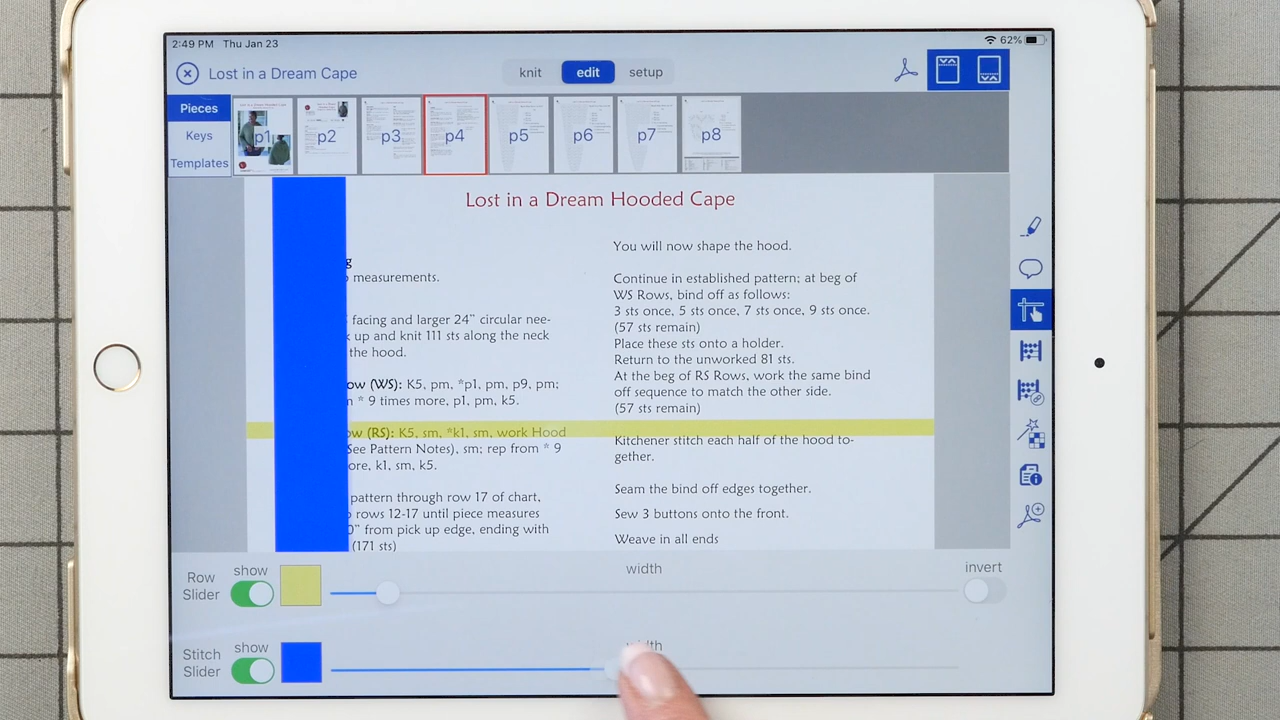 2:49 PM Thu Jan 23
62%
Lost in a Dream Cape
knit
edit
setup
Pieces
Keys
Templates
p1
p2
p3
p4
p5
p6
p7
p8
Lost in a Dream Hooded Cape
g
measurements.
facing and larger 24" circular nee-
up and knit 111 sts along the neck
the hood.
ow (WS): K5, pm, *p1, pm, p9, pm;
* 9 times more, p1, pm, k5.
ow (RS): K5, sm, *k1, sm, work Hood
See Pattern Notes), sm; rep from * 9
ore, k1, sm, k5.
pattern through row 17 of chart,
rows 12-17 until piece measures
0" from pick up edge, ending with
(171 sts)
You will now shape the hood.
Continue in established pattern; at beg of
WS Rows, bind off as follows:
3 sts once, 5 sts once, 7 sts once, 9 sts once.
(57 sts remain)
Place these sts onto a holder.
Return to the unworked 81 sts.
At the beg of RS Rows, work the same bind
off sequence to match the other side.
(57 sts remain)
Kitchener stitch each half of the hood to-
gether.
Seam the bind off edges together.
Sew 3 buttons onto the front.
Weave in all ends
Row
Slider
show
width
invert
Stitch
Slider
show